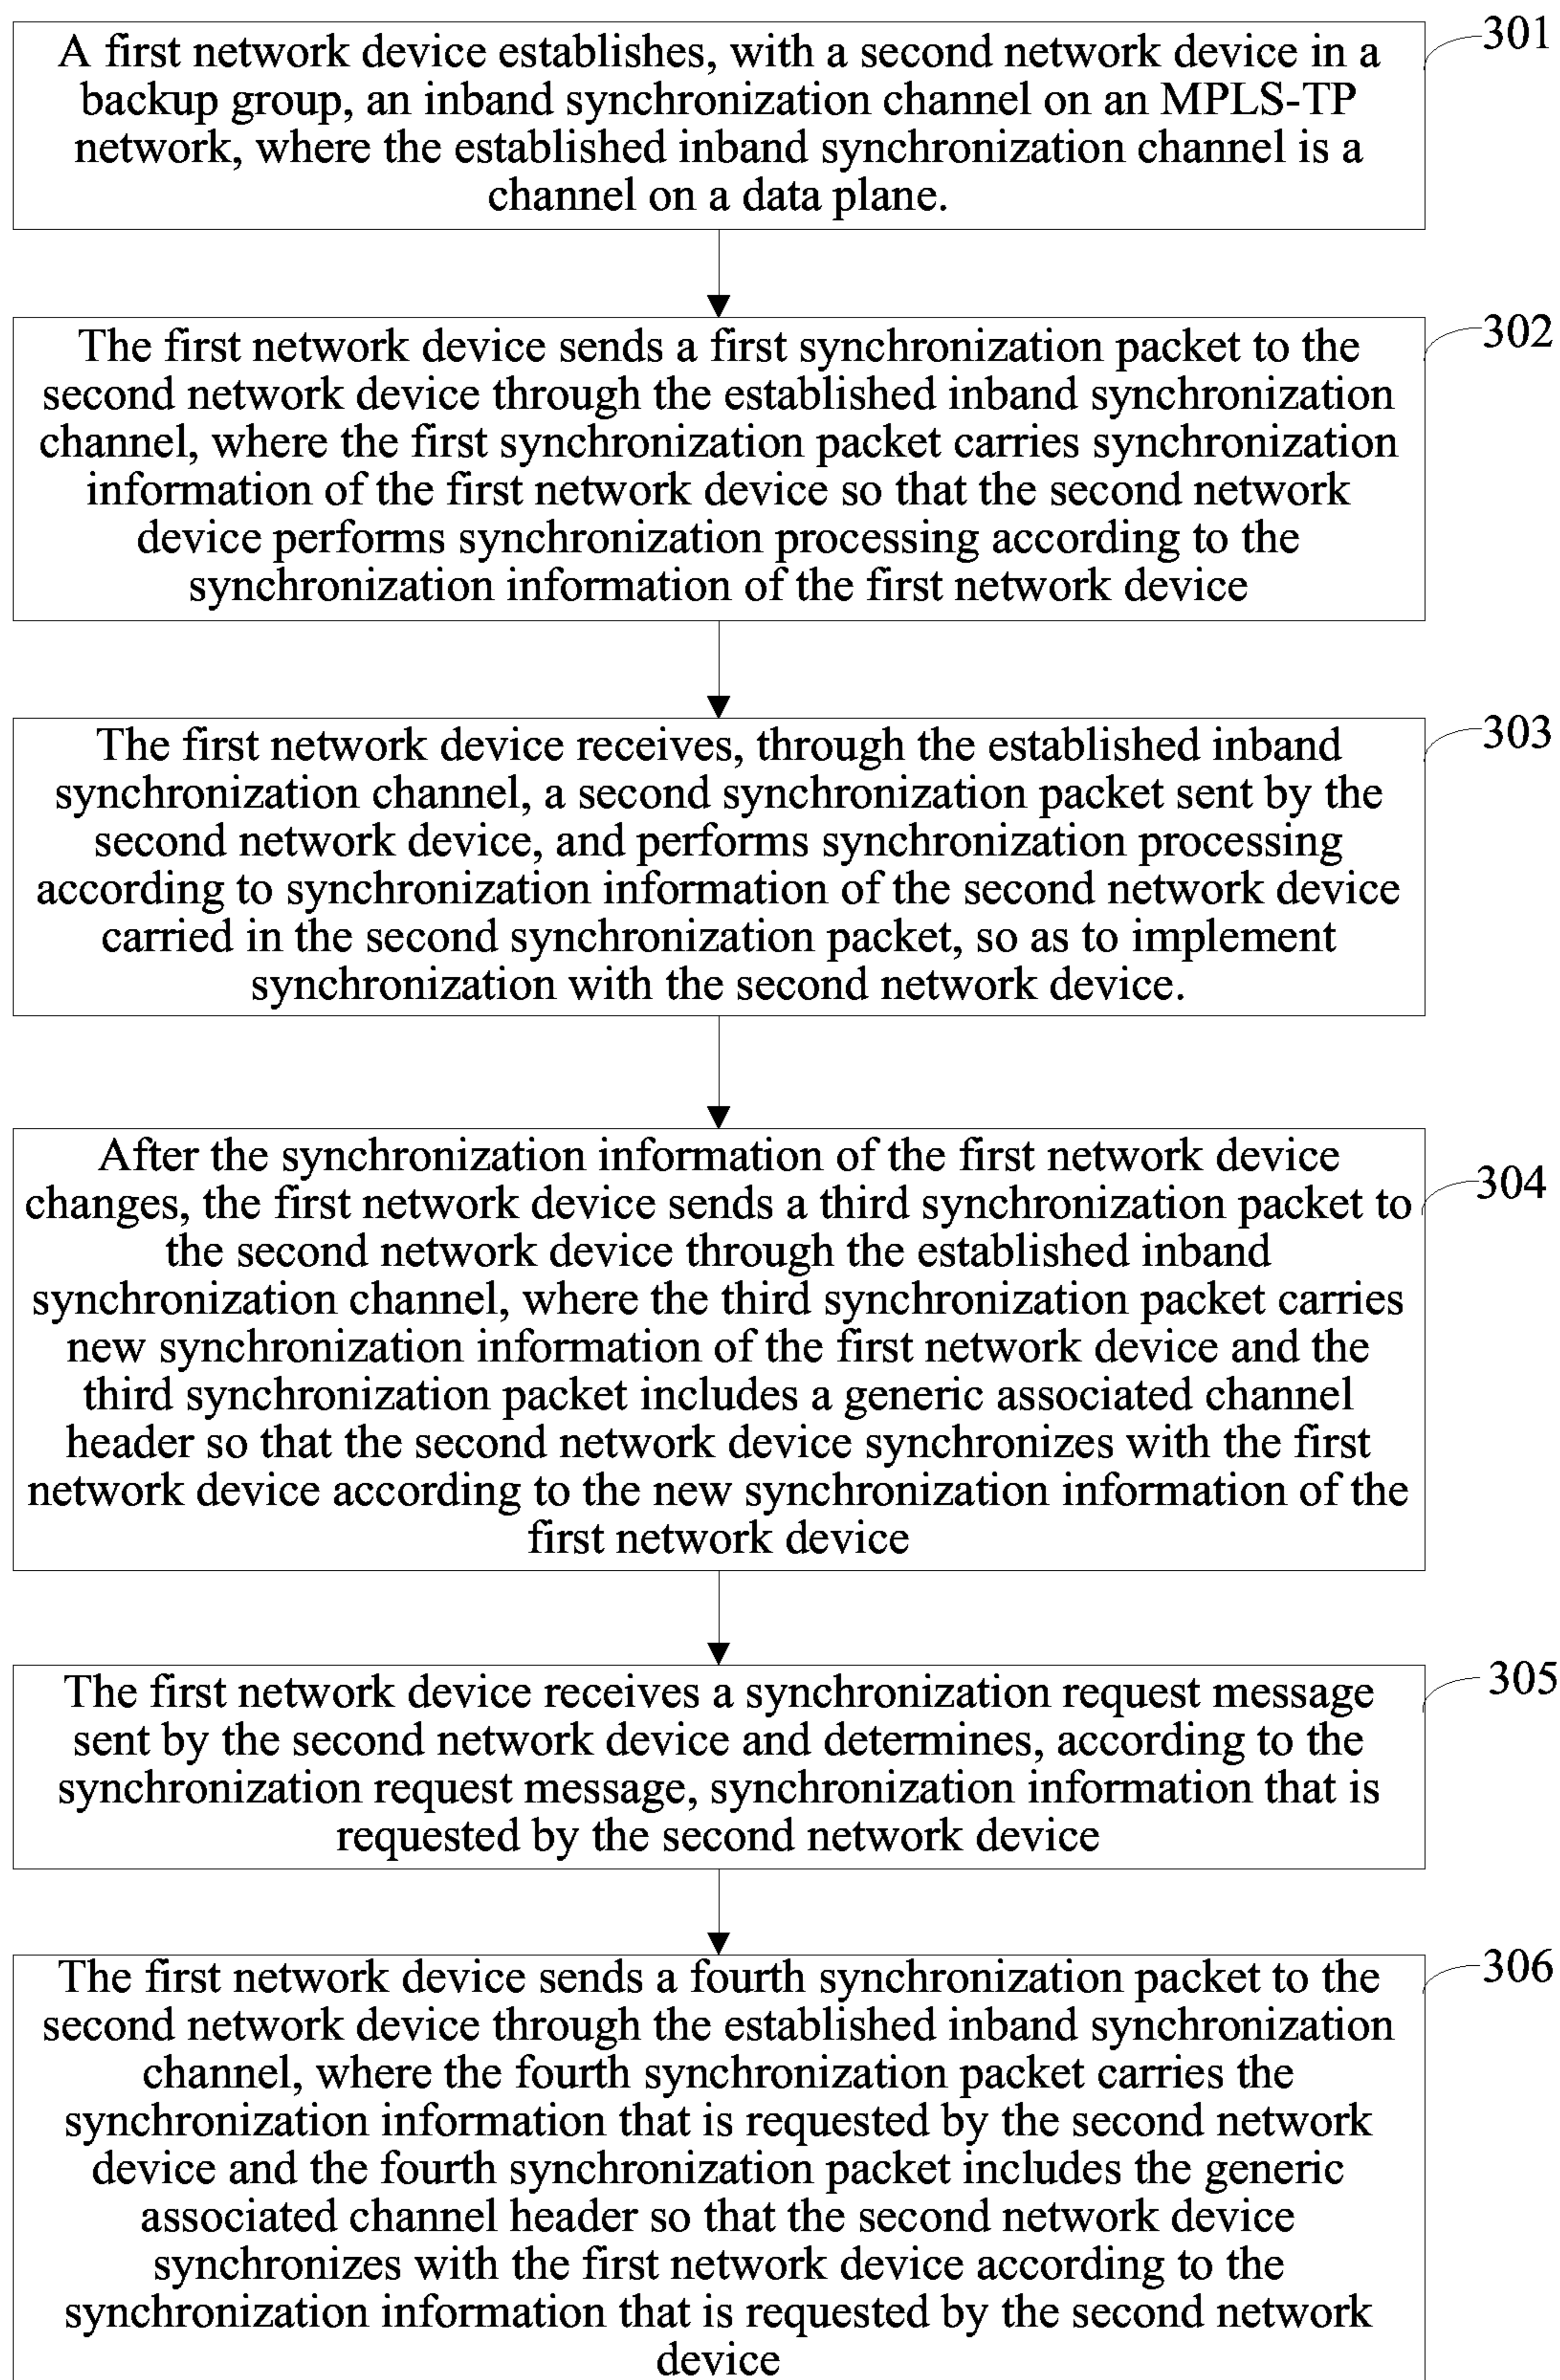 A first network device establishes, with a second network device in a
backup group, an inband synchronization channel on an MPLS-TP
network, where the established inband synchronization channel is a
channel on a data plane.
301
The first network device sends a first synchronization packet to the
second network device through the established inband synchronization
channel, where the first synchronization packet carries synchronization
information of the first network device so that the second network
device performs synchronization processing according to the
synchronization information of the first network device
302
The first network device receives, through the established inband
synchronization channel, a second synchronization packet sent by the
second network device, and performs synchronization processing
according to synchronization information of the second network device
carried in the second synchronization packet, so as to implement
synchronization with the second network device.
303
After the synchronization information of the first network device
changes, the first network device sends a third synchronization packet to
the second network device through the established inband
synchronization channel, where the third synchronization packet carries
new synchronization information of the first network device and the
third synchronization packet includes a generic associated channel
header so that the second network device synchronizes with the first
network device according to the new synchronization information of the
first network device
304
The first network device receives a synchronization request message
sent by the second network device and determines, according to the
synchronization request message, synchronization information that is
requested by the second network device
305
The first network device sends a fourth synchronization packet to the
second network device through the established inband synchronization
channel, where the fourth synchronization packet carries the
synchronization information that is requested by the second network
device and the fourth synchronization packet includes the generic
associated channel header so that the second network device
synchronizes with the first network device according to the
synchronization information that is requested by the second network
device
306